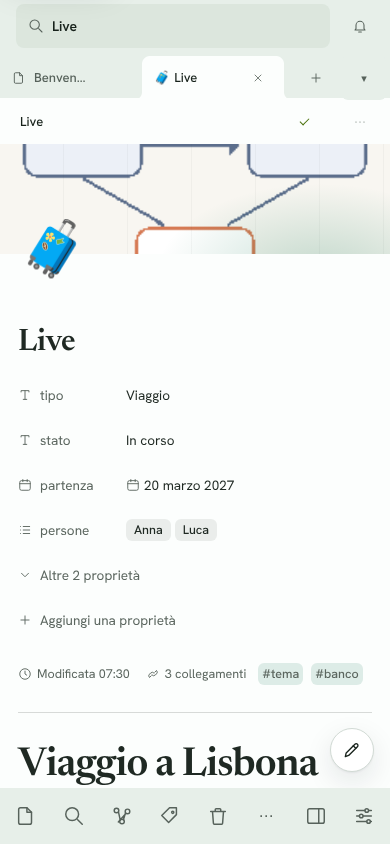 Live
Benven...
Live
Live
Live
tipo Viaggio
stato In corso
partenza 20 marzo 2027
persone Anna Luca
Altre 2 proprietà
Aggiungi una proprietà
Modificata 07:30 3 collegamenti #tema #banco
Viaggio a Lisbona